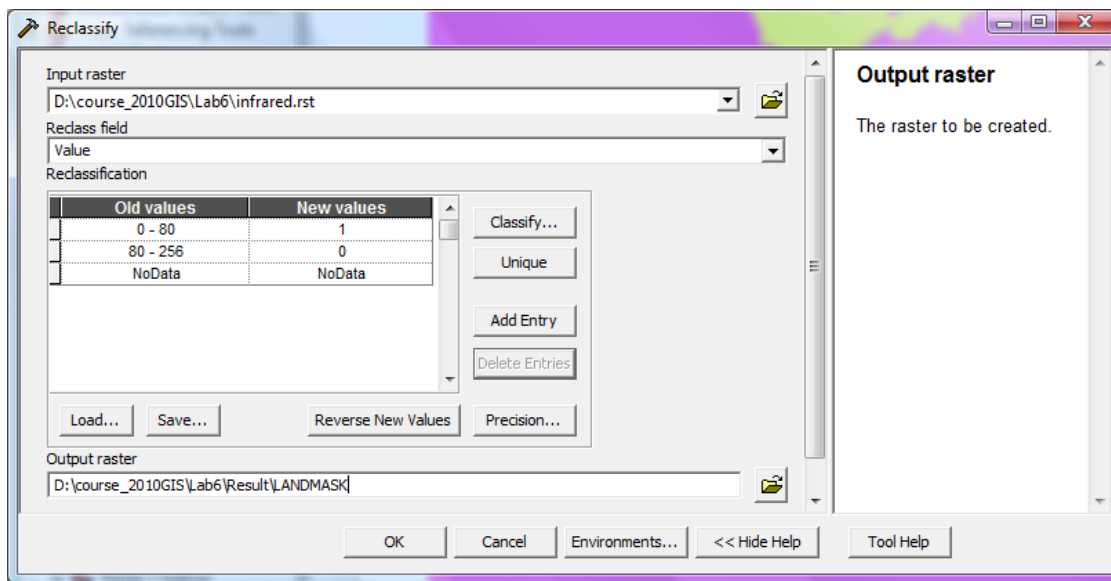 Reclassify
Input raster
D:\course_2010GIS\Lab6\infrared.rst
Reclass field
Value
Reclassification
Old values New values
0 - 80 1
80 - 256 0
NoData NoData
Classify...
Unique
Add Entry
Delete Entries
Load... Save... Reverse New Values Precision...
Output raster
D:\course_2010GIS\Lab6\Result\LANDMASK
OK Cancel Environments... << Hide Help Tool Help
Output raster
The raster to be created.